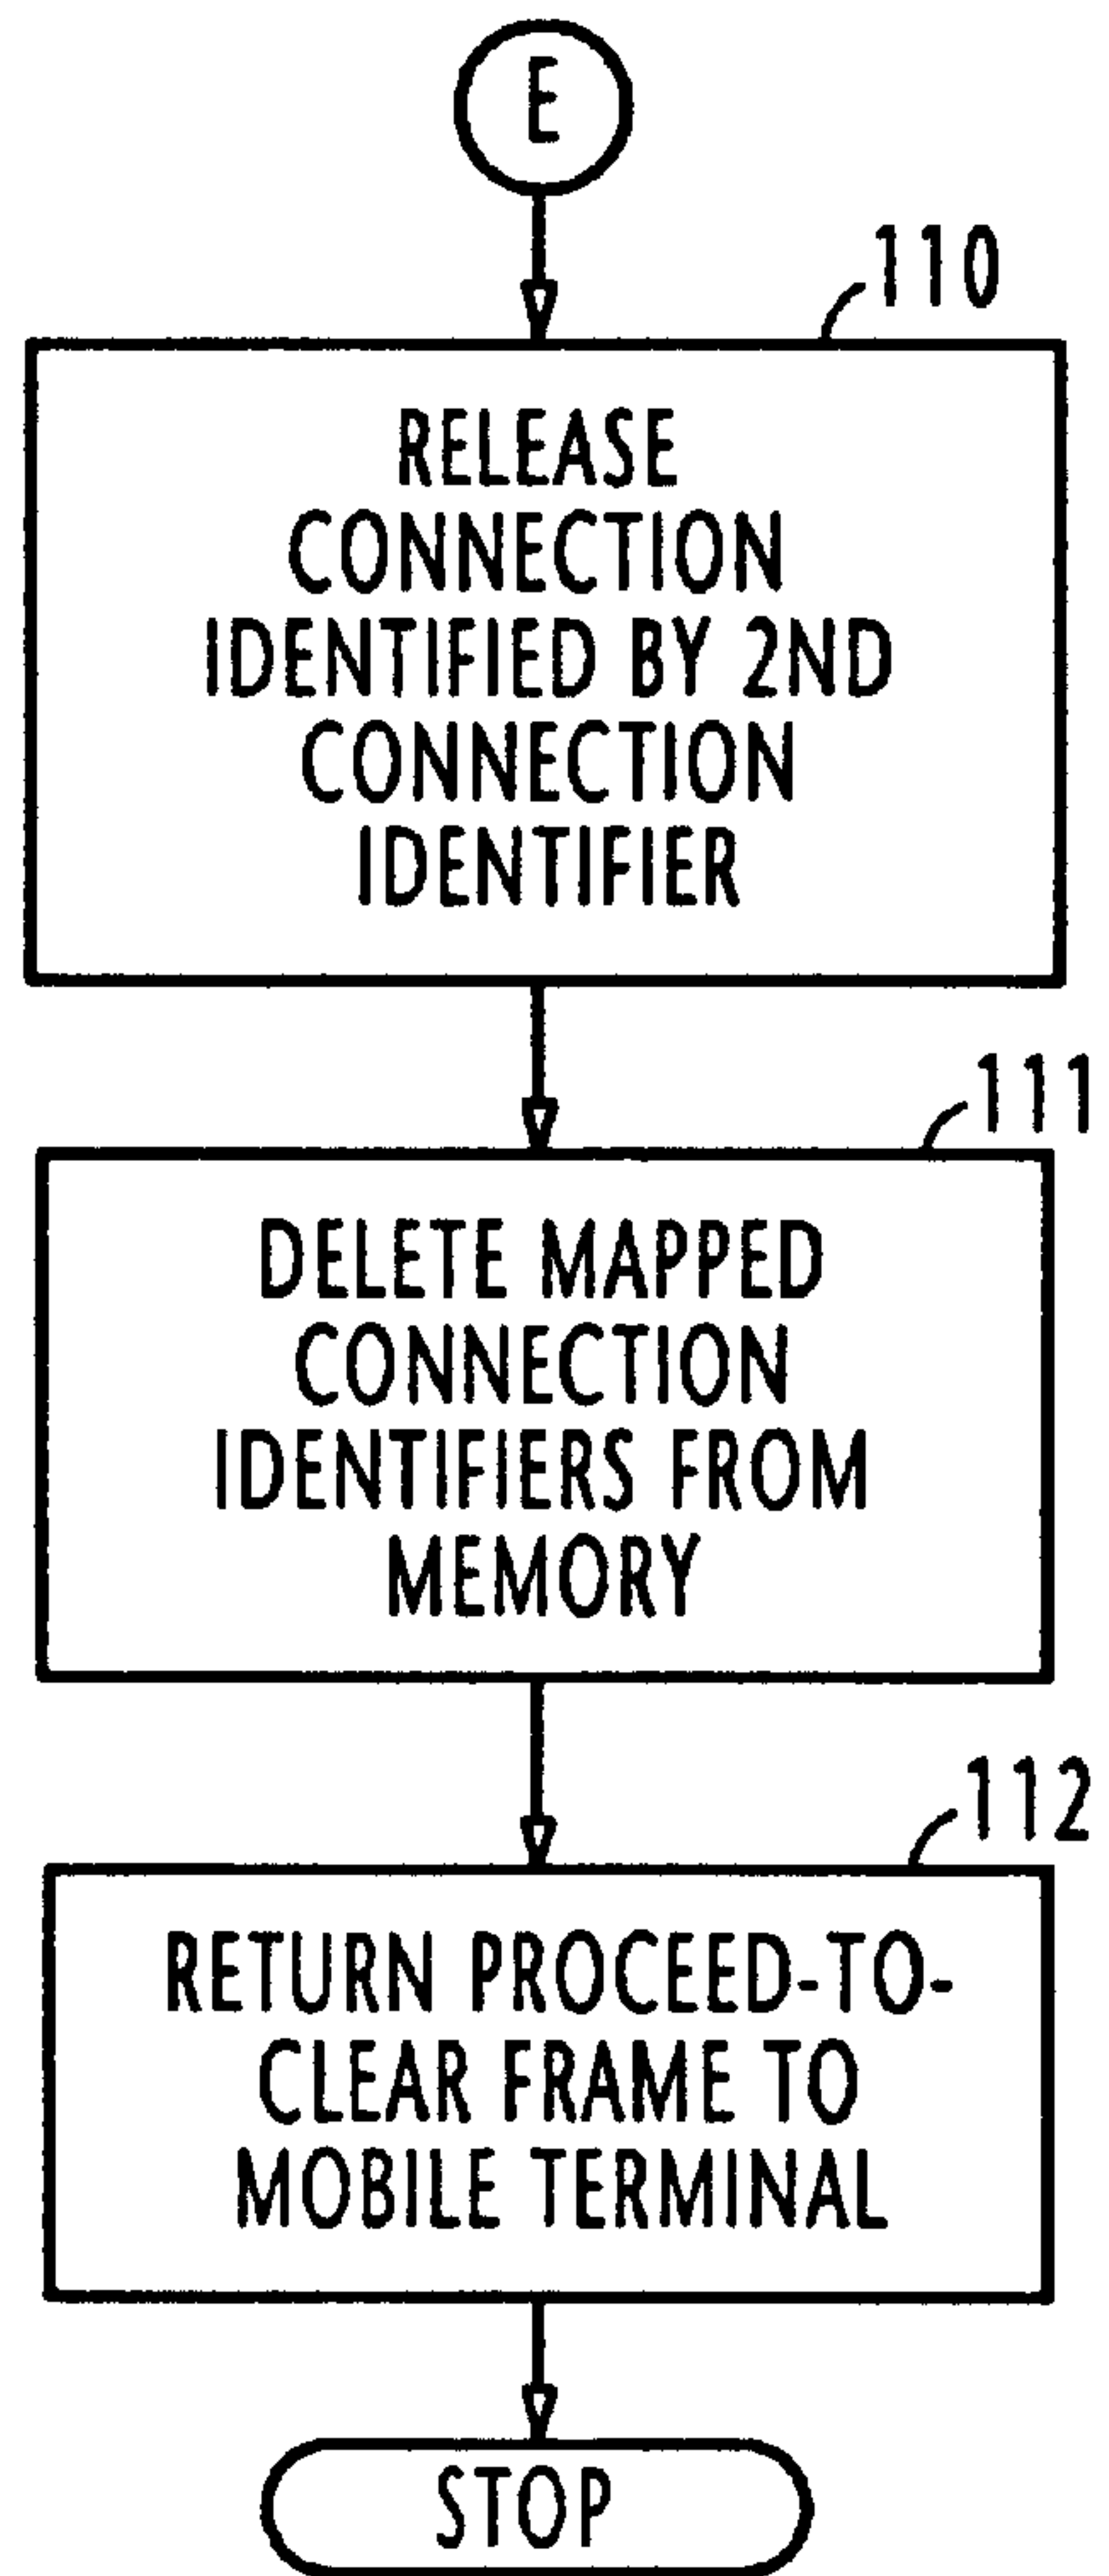 E
110
RELEASE
CONNECTION
IDENTIFIED BY 2ND
CONNECTION
IDENTIFIER
111
DELETE MAPPED
CONNECTION
IDENTIFIERS FROM
MEMORY
112
RETURN PROCEED-TO-
CLEAR FRAME TO
MOBILE TERMINAL
STOP